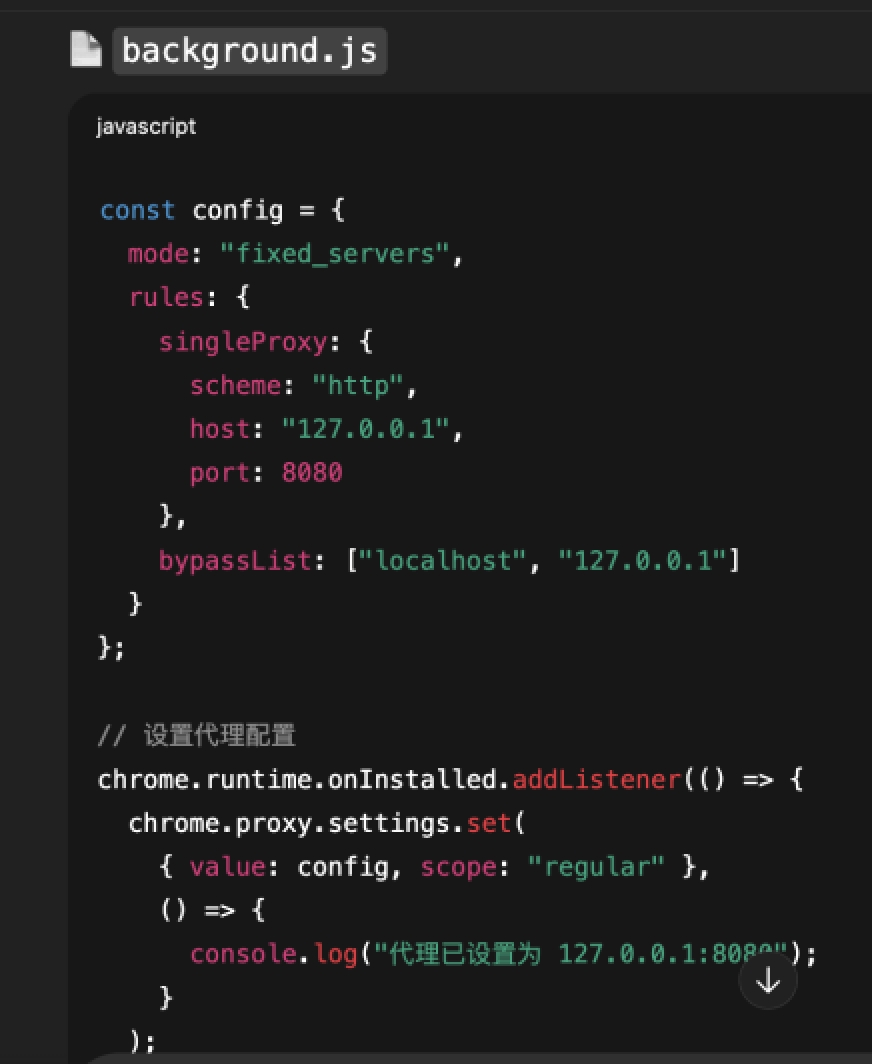 background.js
javascript
const config = {
  mode: "fixed_servers",
  rules: {
    singleProxy: {
      scheme: "http",
      host: "127.0.0.1",
      port: 8080
    },
    bypassList: ["localhost", "127.0.0.1"]
  }
};

// 设置代理配置
chrome.runtime.onInstalled.addListener(() => {
  chrome.proxy.settings.set(
    { value: config, scope: "regular" },
    () => {
      console.log("代理已设置为 127.0.0.1:8080");
    }
  );